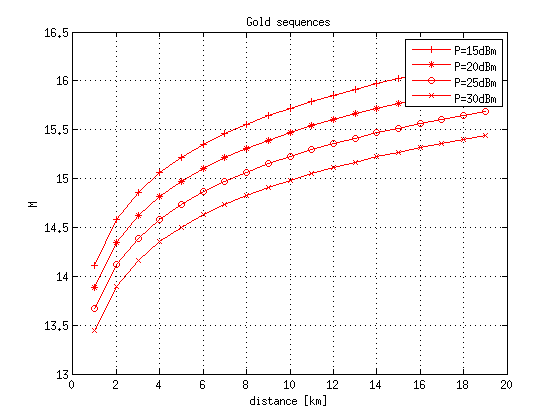 Gold sequences
16.5
16
15.5
15
14.5
14
13.5
13
M
0 2 4 6 8 10 12 14 16 18 20
distance [km]
P=15dBm
P=20dBm
P=25dBm
P=30dBm